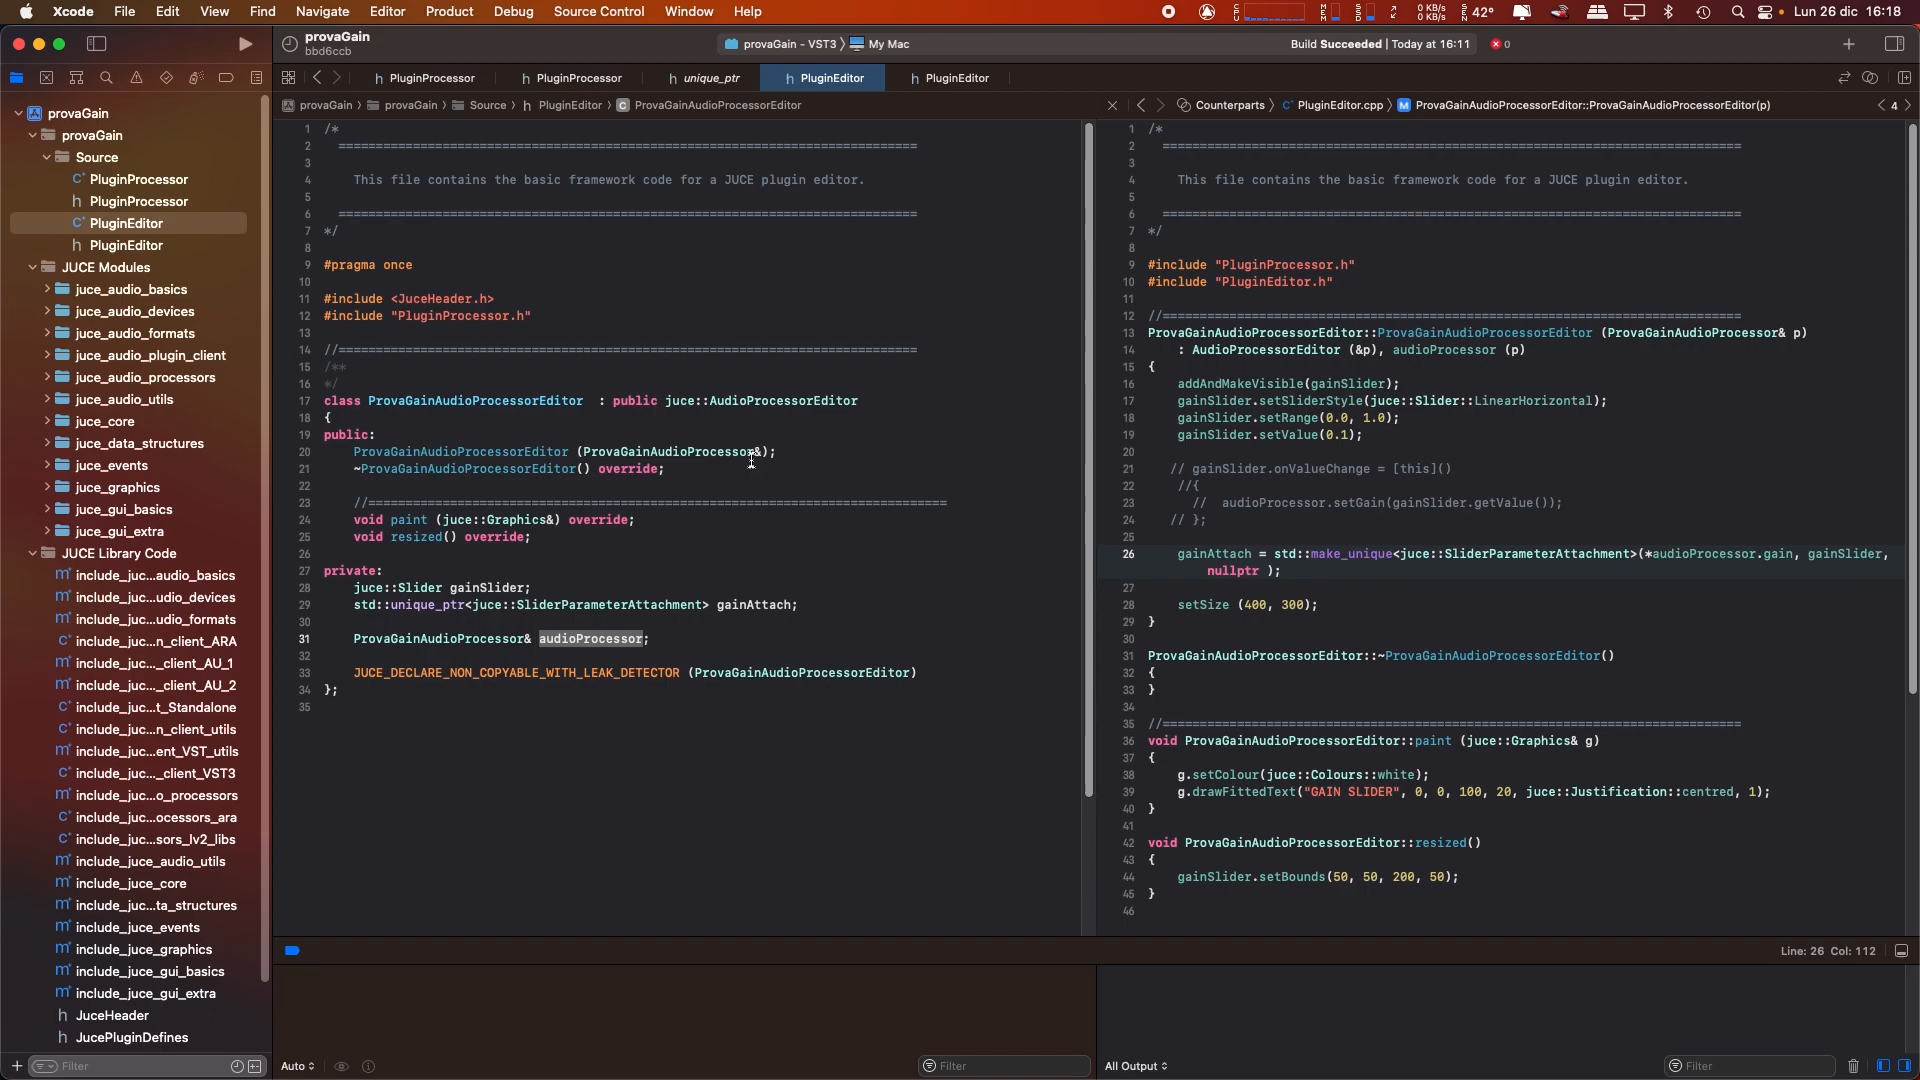 Xcode File Edit View Find Navigate Editor Product Debug Source Control Window Help
0 KB/s
0 KB/s
42° Lun 26 dic 16:18
provaGain
bbd6ccb
provaGain - VST3 My Mac
Build Succeeded | Today at 16:11
0
PluginProcessor PluginProcessor unique_ptr PluginEditor PluginEditor
provaGain provaGain Source PluginEditor ProvaGainAudioProcessorEditor
Counterparts PluginEditor.cpp ProvaGainAudioProcessorEditor::ProvaGainAudioProcessorEditor(p)
4
provaGain
provaGain
Source
PluginProcessor
PluginProcessor
PluginEditor
PluginEditor
JUCE Modules
juce_audio_basics
juce_audio_devices
juce_audio_formats
juce_audio_plugin_client
juce_audio_processors
juce_audio_utils
juce_core
juce_data_structures
juce_events
juce_graphics
juce_gui_basics
juce_gui_extra
JUCE Library Code
include_juc...audio_basics
include_juc...udio_devices
include_juc...udio_formats
include_juc...n_client_ARA
include_juc..._client_AU_1
include_juc..._client_AU_2
include_juc...t_Standalone
include_juc...n_client_utils
include_juc...ent_VST_utils
include_juc..._client_VST3
include_juc...o_processors
include_juc...ocessors_ara
include_juc...sors_lv2_libs
include_juce_audio_utils
include_juce_core
include_juc...ta_structures
include_juce_events
include_juce_graphics
include_juce_gui_basics
include_juce_gui_extra
JuceHeader
JucePluginDefines
Filter
1 /*
2 ==============================================================================
3
4 This file contains the basic framework code for a JUCE plugin editor.
5
6 ==============================================================================
7 */
8
9 #pragma once
10
11 #include <JuceHeader.h>
12 #include "PluginProcessor.h"
13
14 //==============================================================================
15 /**
16 */
17 class ProvaGainAudioProcessorEditor : public juce::AudioProcessorEditor
18 {
19 public:
20 ProvaGainAudioProcessorEditor (ProvaGainAudioProcessor&);
21 ~ProvaGainAudioProcessorEditor() override;
22
23 //==============================================================================
24 void paint (juce::Graphics&) override;
25 void resized() override;
26
27 private:
28 juce::Slider gainSlider;
29 std::unique_ptr<juce::SliderParameterAttachment> gainAttach;
30
31 ProvaGainAudioProcessor& audioProcessor;
32
33 JUCE_DECLARE_NON_COPYABLE_WITH_LEAK_DETECTOR (ProvaGainAudioProcessorEditor)
34 };
35
1 /*
2 ==============================================================================
3
4 This file contains the basic framework code for a JUCE plugin editor.
5
6 ==============================================================================
7 */
8
9 #include "PluginProcessor.h"
10 #include "PluginEditor.h"
11
12 //==============================================================================
13 ProvaGainAudioProcessorEditor::ProvaGainAudioProcessorEditor (ProvaGainAudioProcessor& p)
14 : AudioProcessorEditor (&p), audioProcessor (p)
15 {
16 addAndMakeVisible(gainSlider);
17 gainSlider.setSliderStyle(juce::Slider::LinearHorizontal);
18 gainSlider.setRange(0.0, 1.0);
19 gainSlider.setValue(0.1);
20
21 // gainSlider.onValueChange = [this]()
22 //{
23 // audioProcessor.setGain(gainSlider.getValue());
24 // };
25
26 gainAttach = std::make_unique<juce::SliderParameterAttachment>(*audioProcessor.gain, gainSlider,
nullptr );
27
28 setSize (400, 300);
29 }
30
31 ProvaGainAudioProcessorEditor::~ProvaGainAudioProcessorEditor()
32 {
33 }
34
35 //==============================================================================
36 void ProvaGainAudioProcessorEditor::paint (juce::Graphics& g)
37 {
38 g.setColour(juce::Colours::white);
39 g.drawFittedText("GAIN SLIDER", 0, 0, 100, 20, juce::Justification::centred, 1);
40 }
41
42 void ProvaGainAudioProcessorEditor::resized()
43 {
44 gainSlider.setBounds(50, 50, 200, 50);
45 }
46
Line: 26 Col: 112
Auto
Filter
All Output
Filter